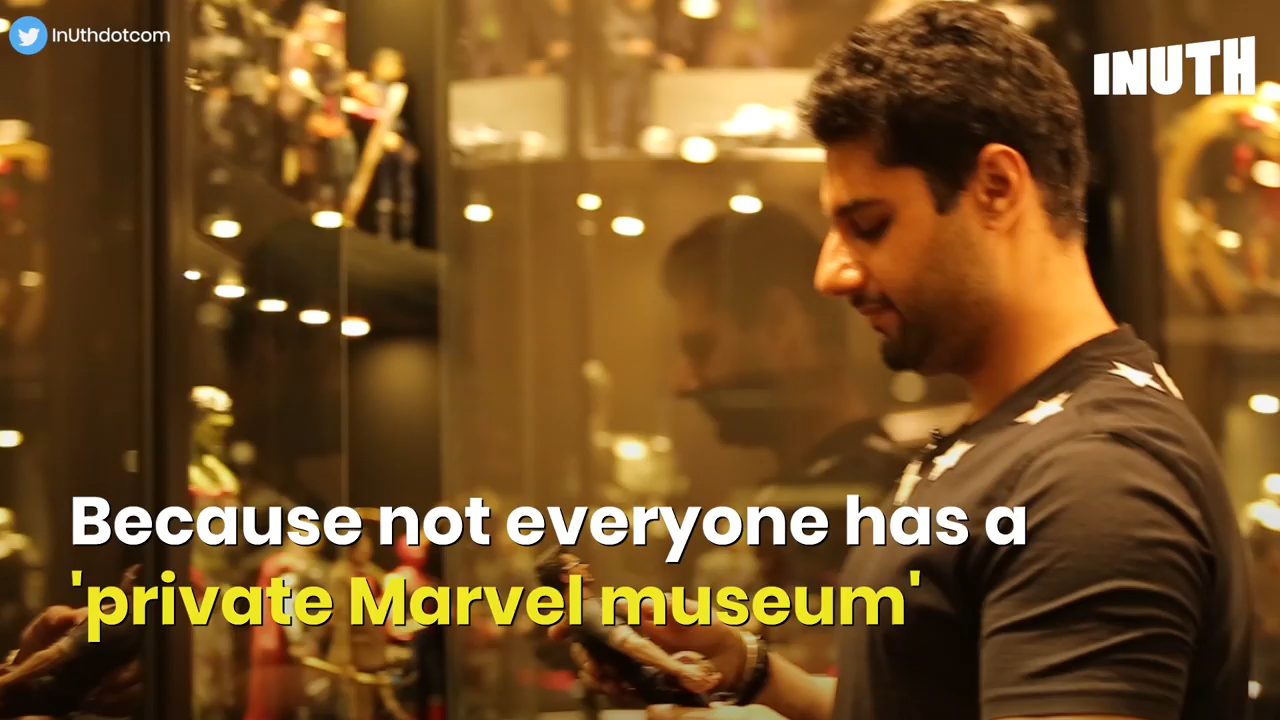 InUthdotcom
INUTH
Because not everyone has a
'private Marvel museum'